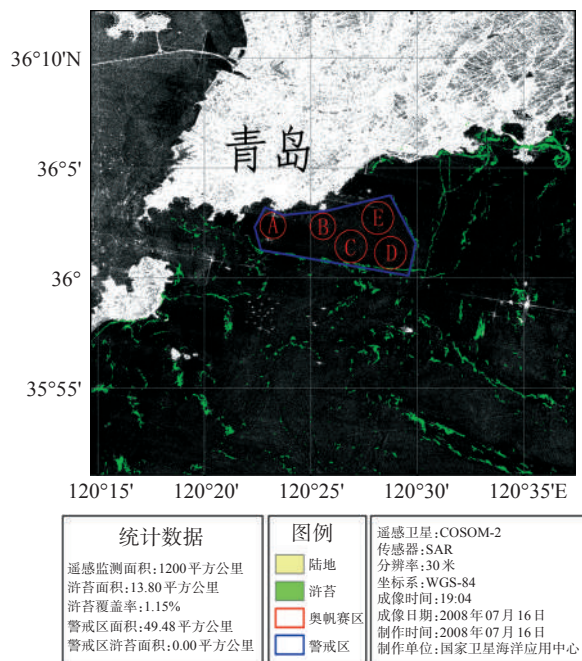 36°10′N
36°5′
36°
35°55′
青岛
A
B
E
C
D
120°15′
120°20′
120°25′
120°30′
120°35′E
统计数据
遥感监测面积:1200平方公里
浒苔面积:13.80平方公里
浒苔覆盖率:1.15%
警戒区面积:49.48平方公里
警戒区浒苔面积:0.00平方公里
图例
陆地
浒苔
奥帆赛区
警戒区
遥感卫星:COSOM-2
传感器:SAR
分辨率:30米
坐标系:WGS-84
成像时间:19:04
成像日期:2008年07月16日
制作时间:2008年07月16日
制作单位:国家卫星海洋应用中心